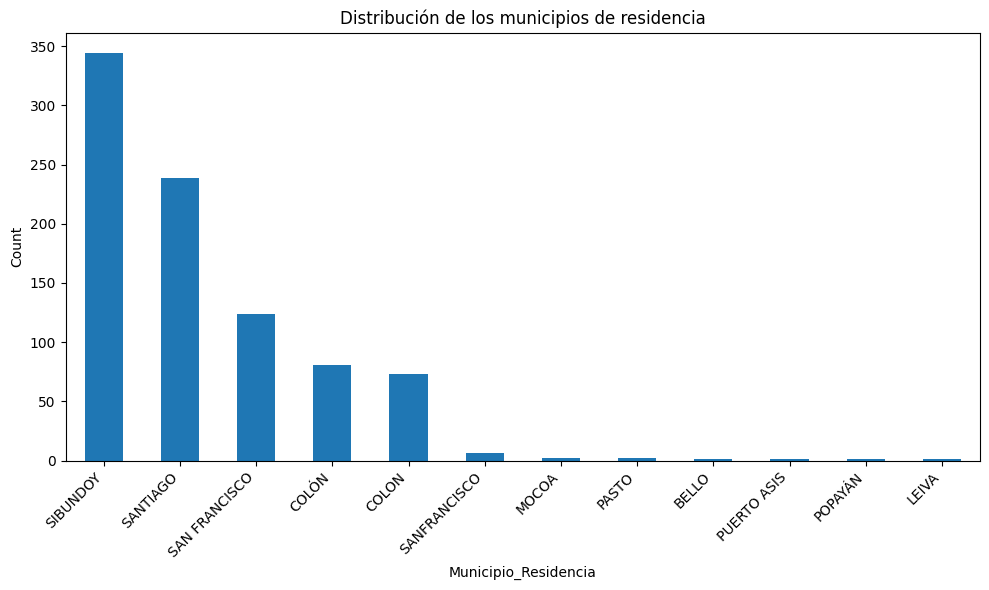 Distribución de los municipios de residencia
350
300
250
200
150
100
50
0
Count
SIBUNDOY
SANTIAGO
SAN FRANCISCO
COLÓN
COLON
SANFRANCISCO
MOCOA
PASTO
BELLO
PUERTO ASIS
POPAYÁN
LEIVA
Municipio_Residencia